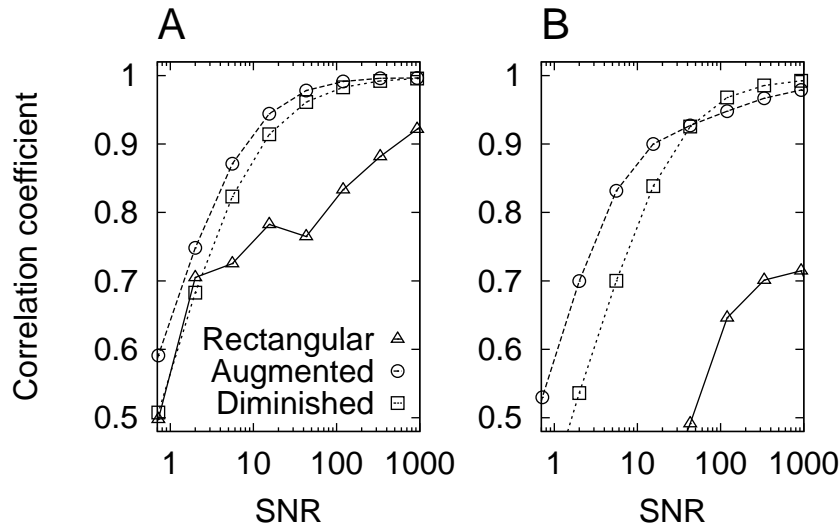 A B
Correlation coefficient
1 1
0.9 0.9
0.8 0.8
0.7 0.7
0.6 0.6
0.5 0.5
Rectangular
Augmented
Diminished
1 10 100 1000 1 10 100 1000
SNR SNR